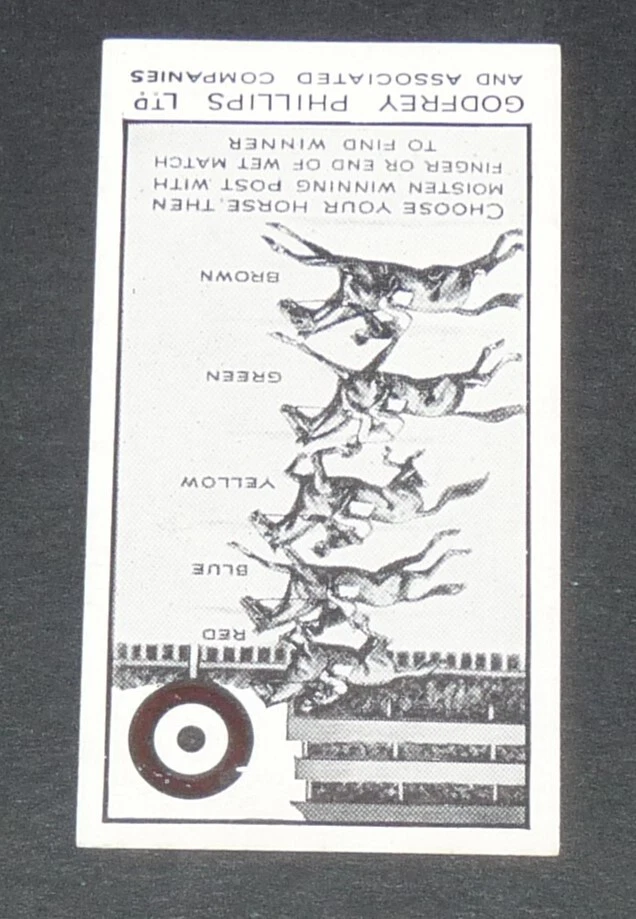 RED
BLUE
YELLOW
GREEN
BROWN
CHOOSE YOUR HORSE, THEN
MOISTEN WINNING POST WITH
FINGER OR END OF WET MATCH
TO FIND WINNER
GODFREY PHILLIPS LTD
AND ASSOCIATED COMPANIES